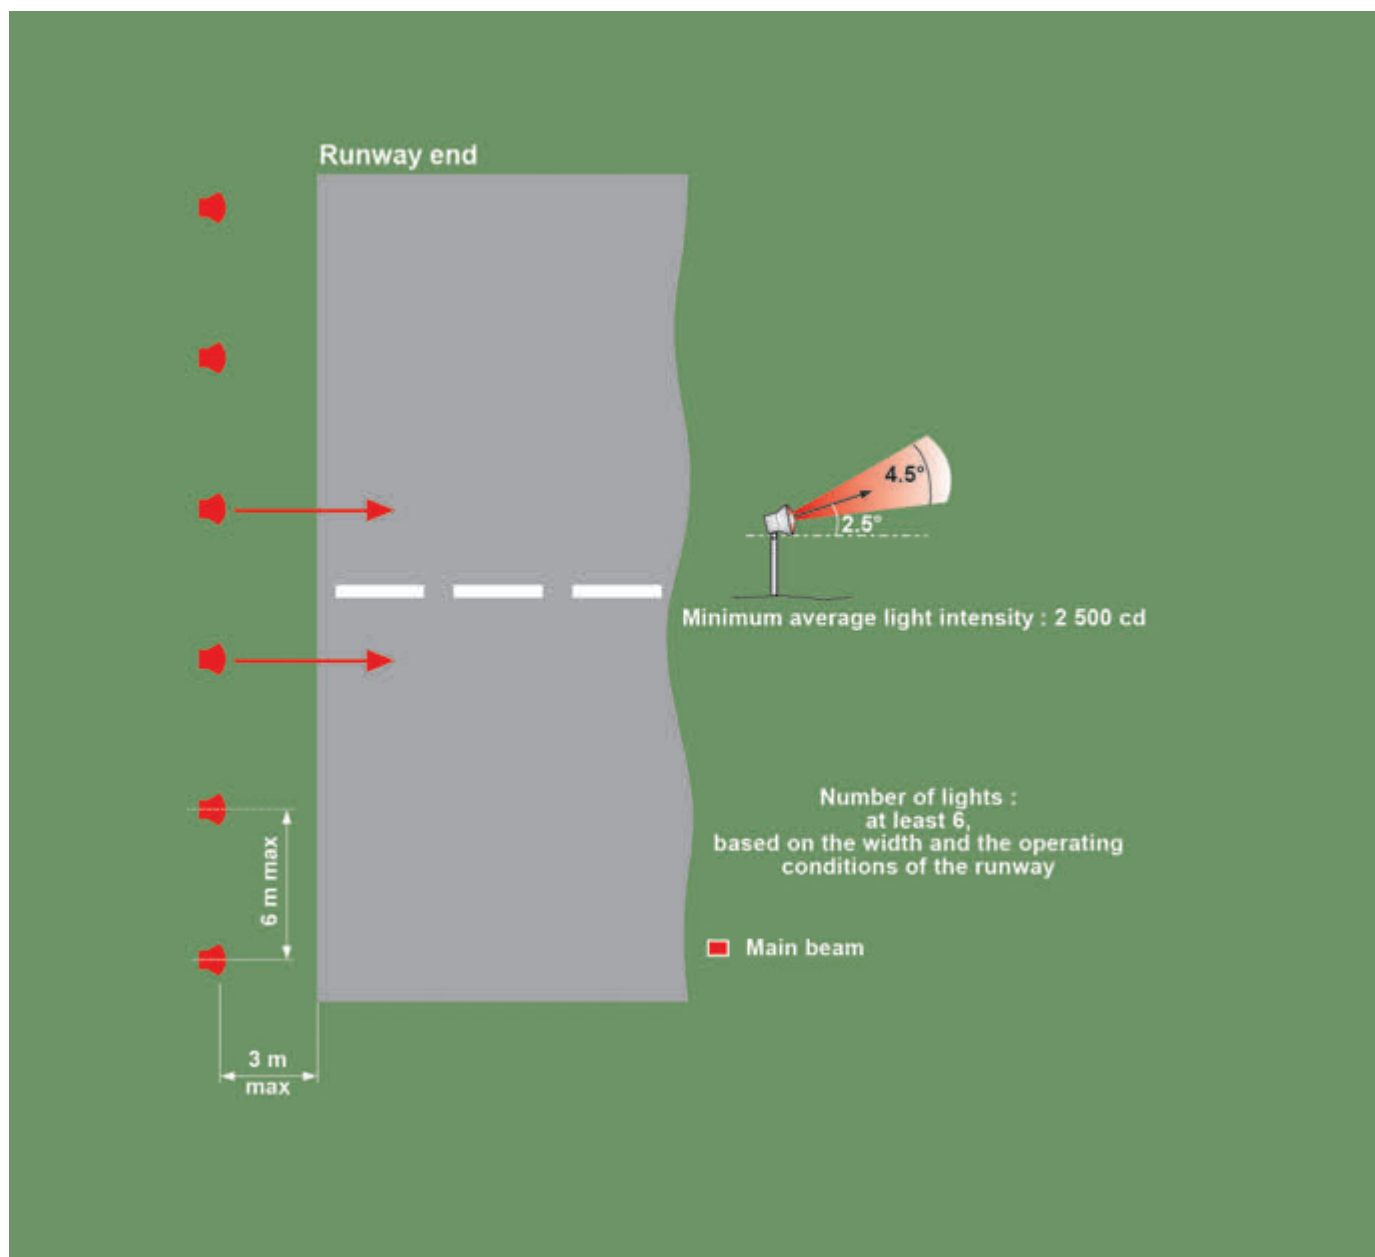 Runway end
4.5°
2.5°
Minimum average light intensity : 2 500 cd
Number of lights :
at least 6,
based on the width and the operating
conditions of the runway
6 m max
Main beam
3 m
max